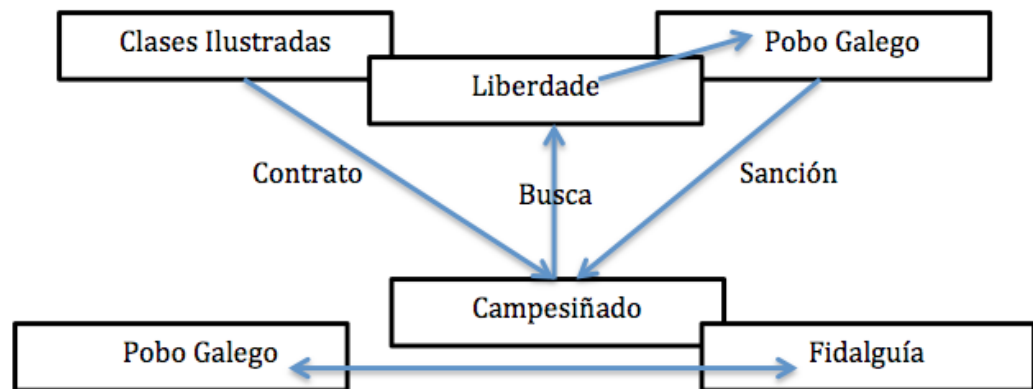 Clases Ilustradas
Pobo Galego
Liberdade
Contrato
Busca
Sanción
Campesiñado
Pobo Galego
Fidalguía